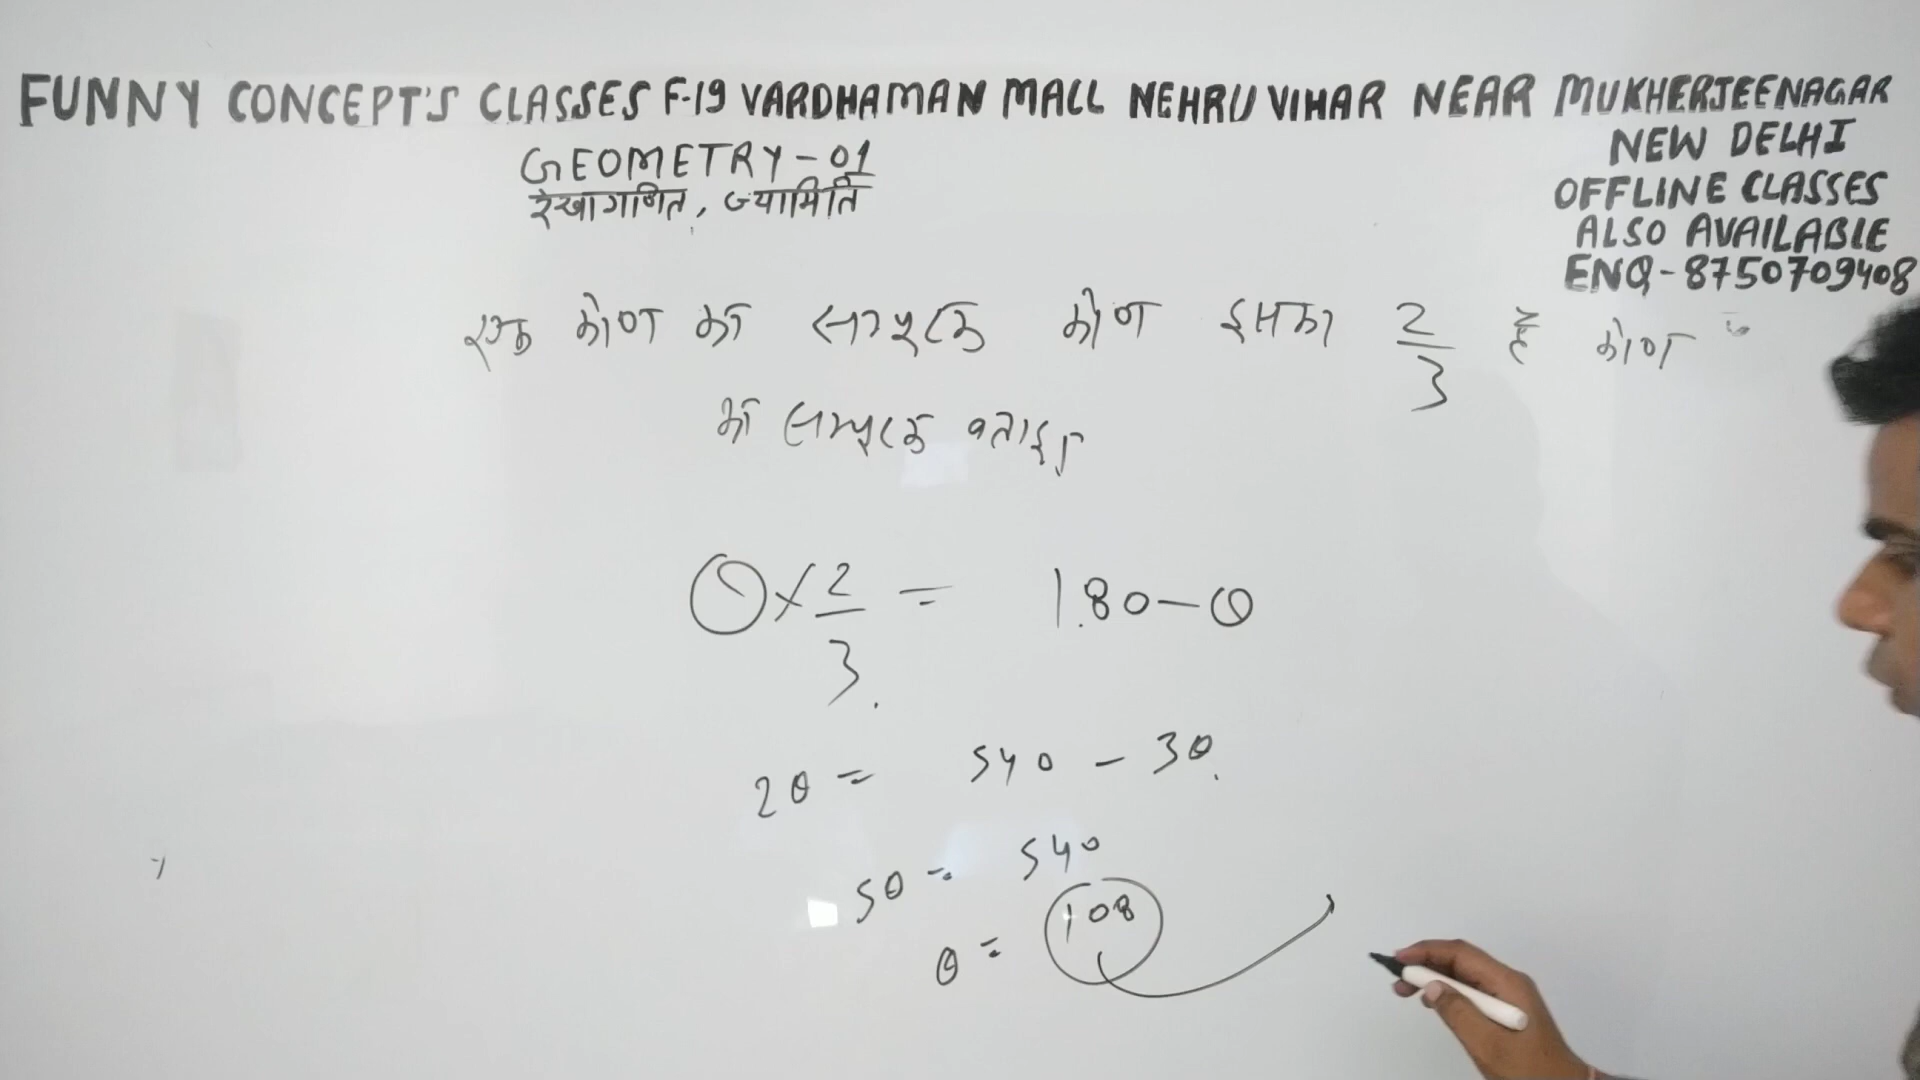 FUNNY CONCEPT'S CLASSES F-19 VARDHAMAN MALL NEHRU VIHAR NEAR MUKHERJEENAGAR
NEW DELHI
OFFLINE CLASSES
ALSO AVAILABLE
ENQ-8750709408
GEOMETRY-01
रेखागणित, ज्यामिति
एक कोण का सम्पूरक कोण इसका 2/3 है कोण
का सम्पूरक बताइए
θ × 2/3 = 180-θ
2θ = 540 - 3θ
5θ = 540
θ = 108